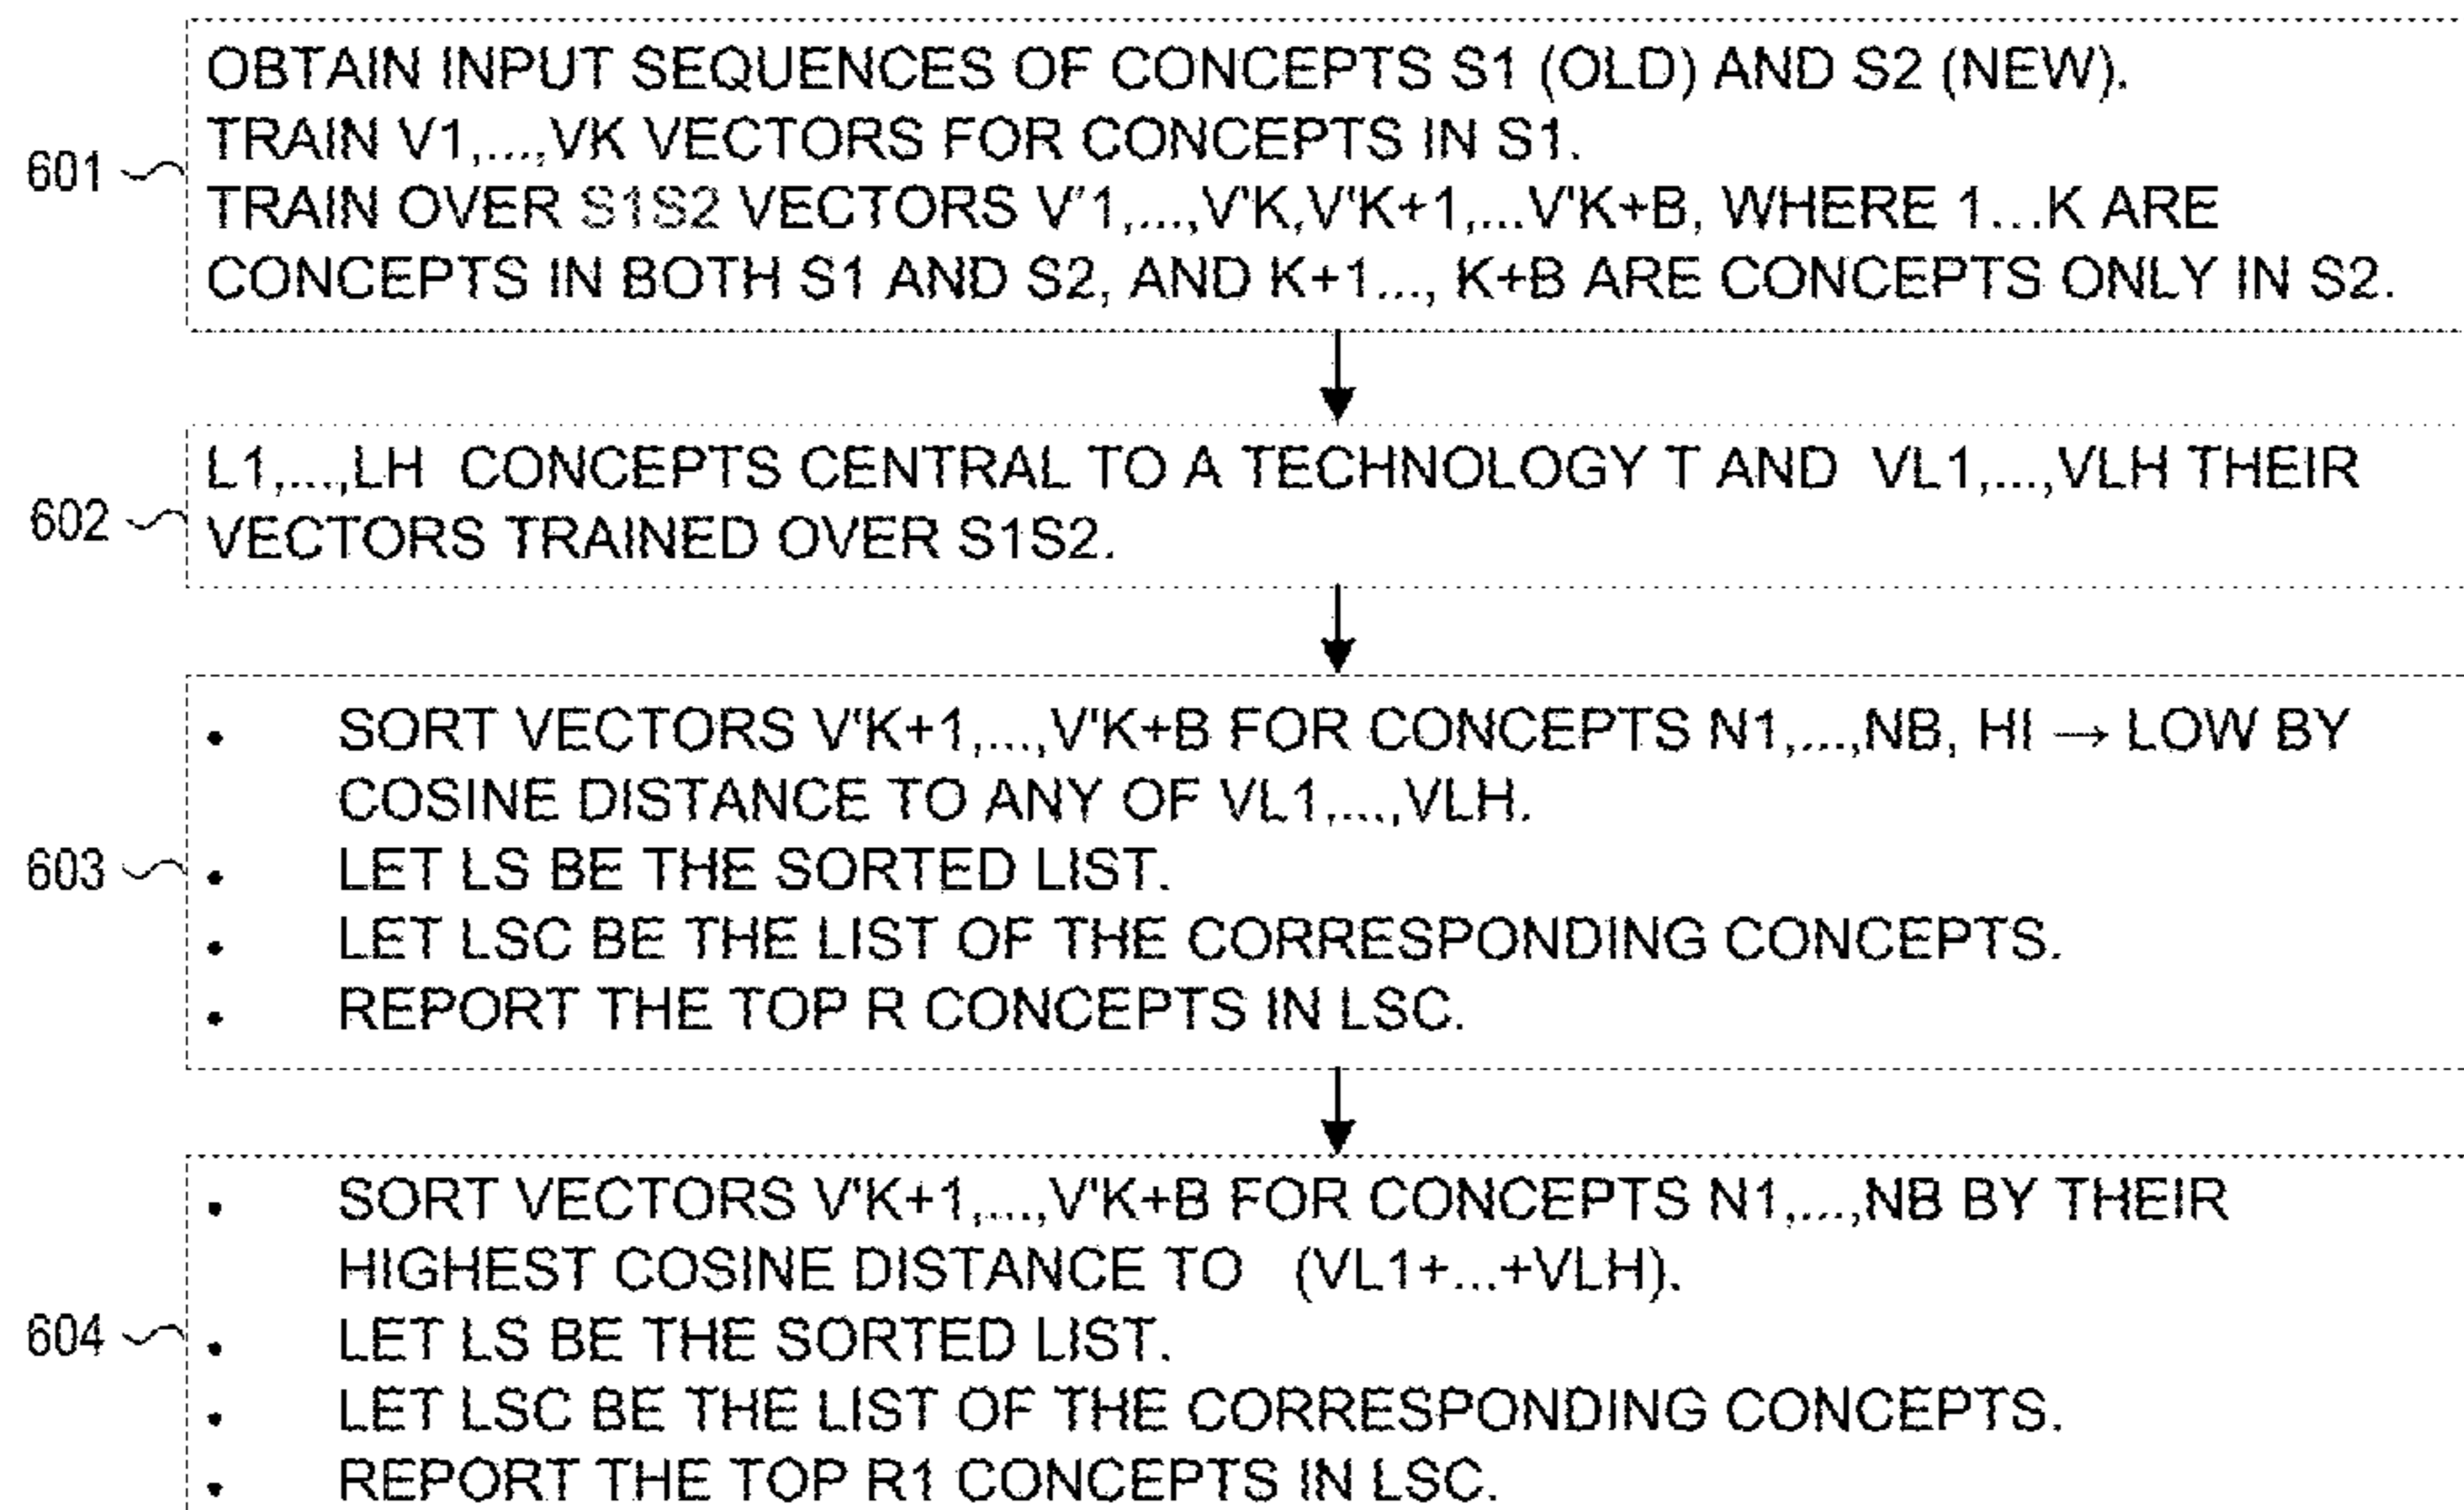 OBTAIN INPUT SEQUENCES OF CONCEPTS S1 (OLD) AND S2 (NEW).
TRAIN V1,...,VK VECTORS FOR CONCEPTS IN S1.
601
TRAIN OVER S1S2 VECTORS V'1,...,V'K,V'K+1,...V'K+B, WHERE 1...K ARE
CONCEPTS IN BOTH S1 AND S2, AND K+1..., K+B ARE CONCEPTS ONLY IN S2.
L1,...,LH CONCEPTS CENTRAL TO A TECHNOLOGY T AND VL1,...,VLH THEIR
602
VECTORS TRAINED OVER S1S2.
• SORT VECTORS V'K+1,...,V'K+B FOR CONCEPTS N1,...,NB, HI → LOW BY
COSINE DISTANCE TO ANY OF VL1,...,VLH.
603
• LET LS BE THE SORTED LIST.
• LET LSC BE THE LIST OF THE CORRESPONDING CONCEPTS.
• REPORT THE TOP R CONCEPTS IN LSC.
• SORT VECTORS V'K+1,...,V'K+B FOR CONCEPTS N1,...,NB BY THEIR
HIGHEST COSINE DISTANCE TO (VL1+...+VLH).
604
• LET LS BE THE SORTED LIST.
• LET LSC BE THE LIST OF THE CORRESPONDING CONCEPTS.
• REPORT THE TOP R1 CONCEPTS IN LSC.